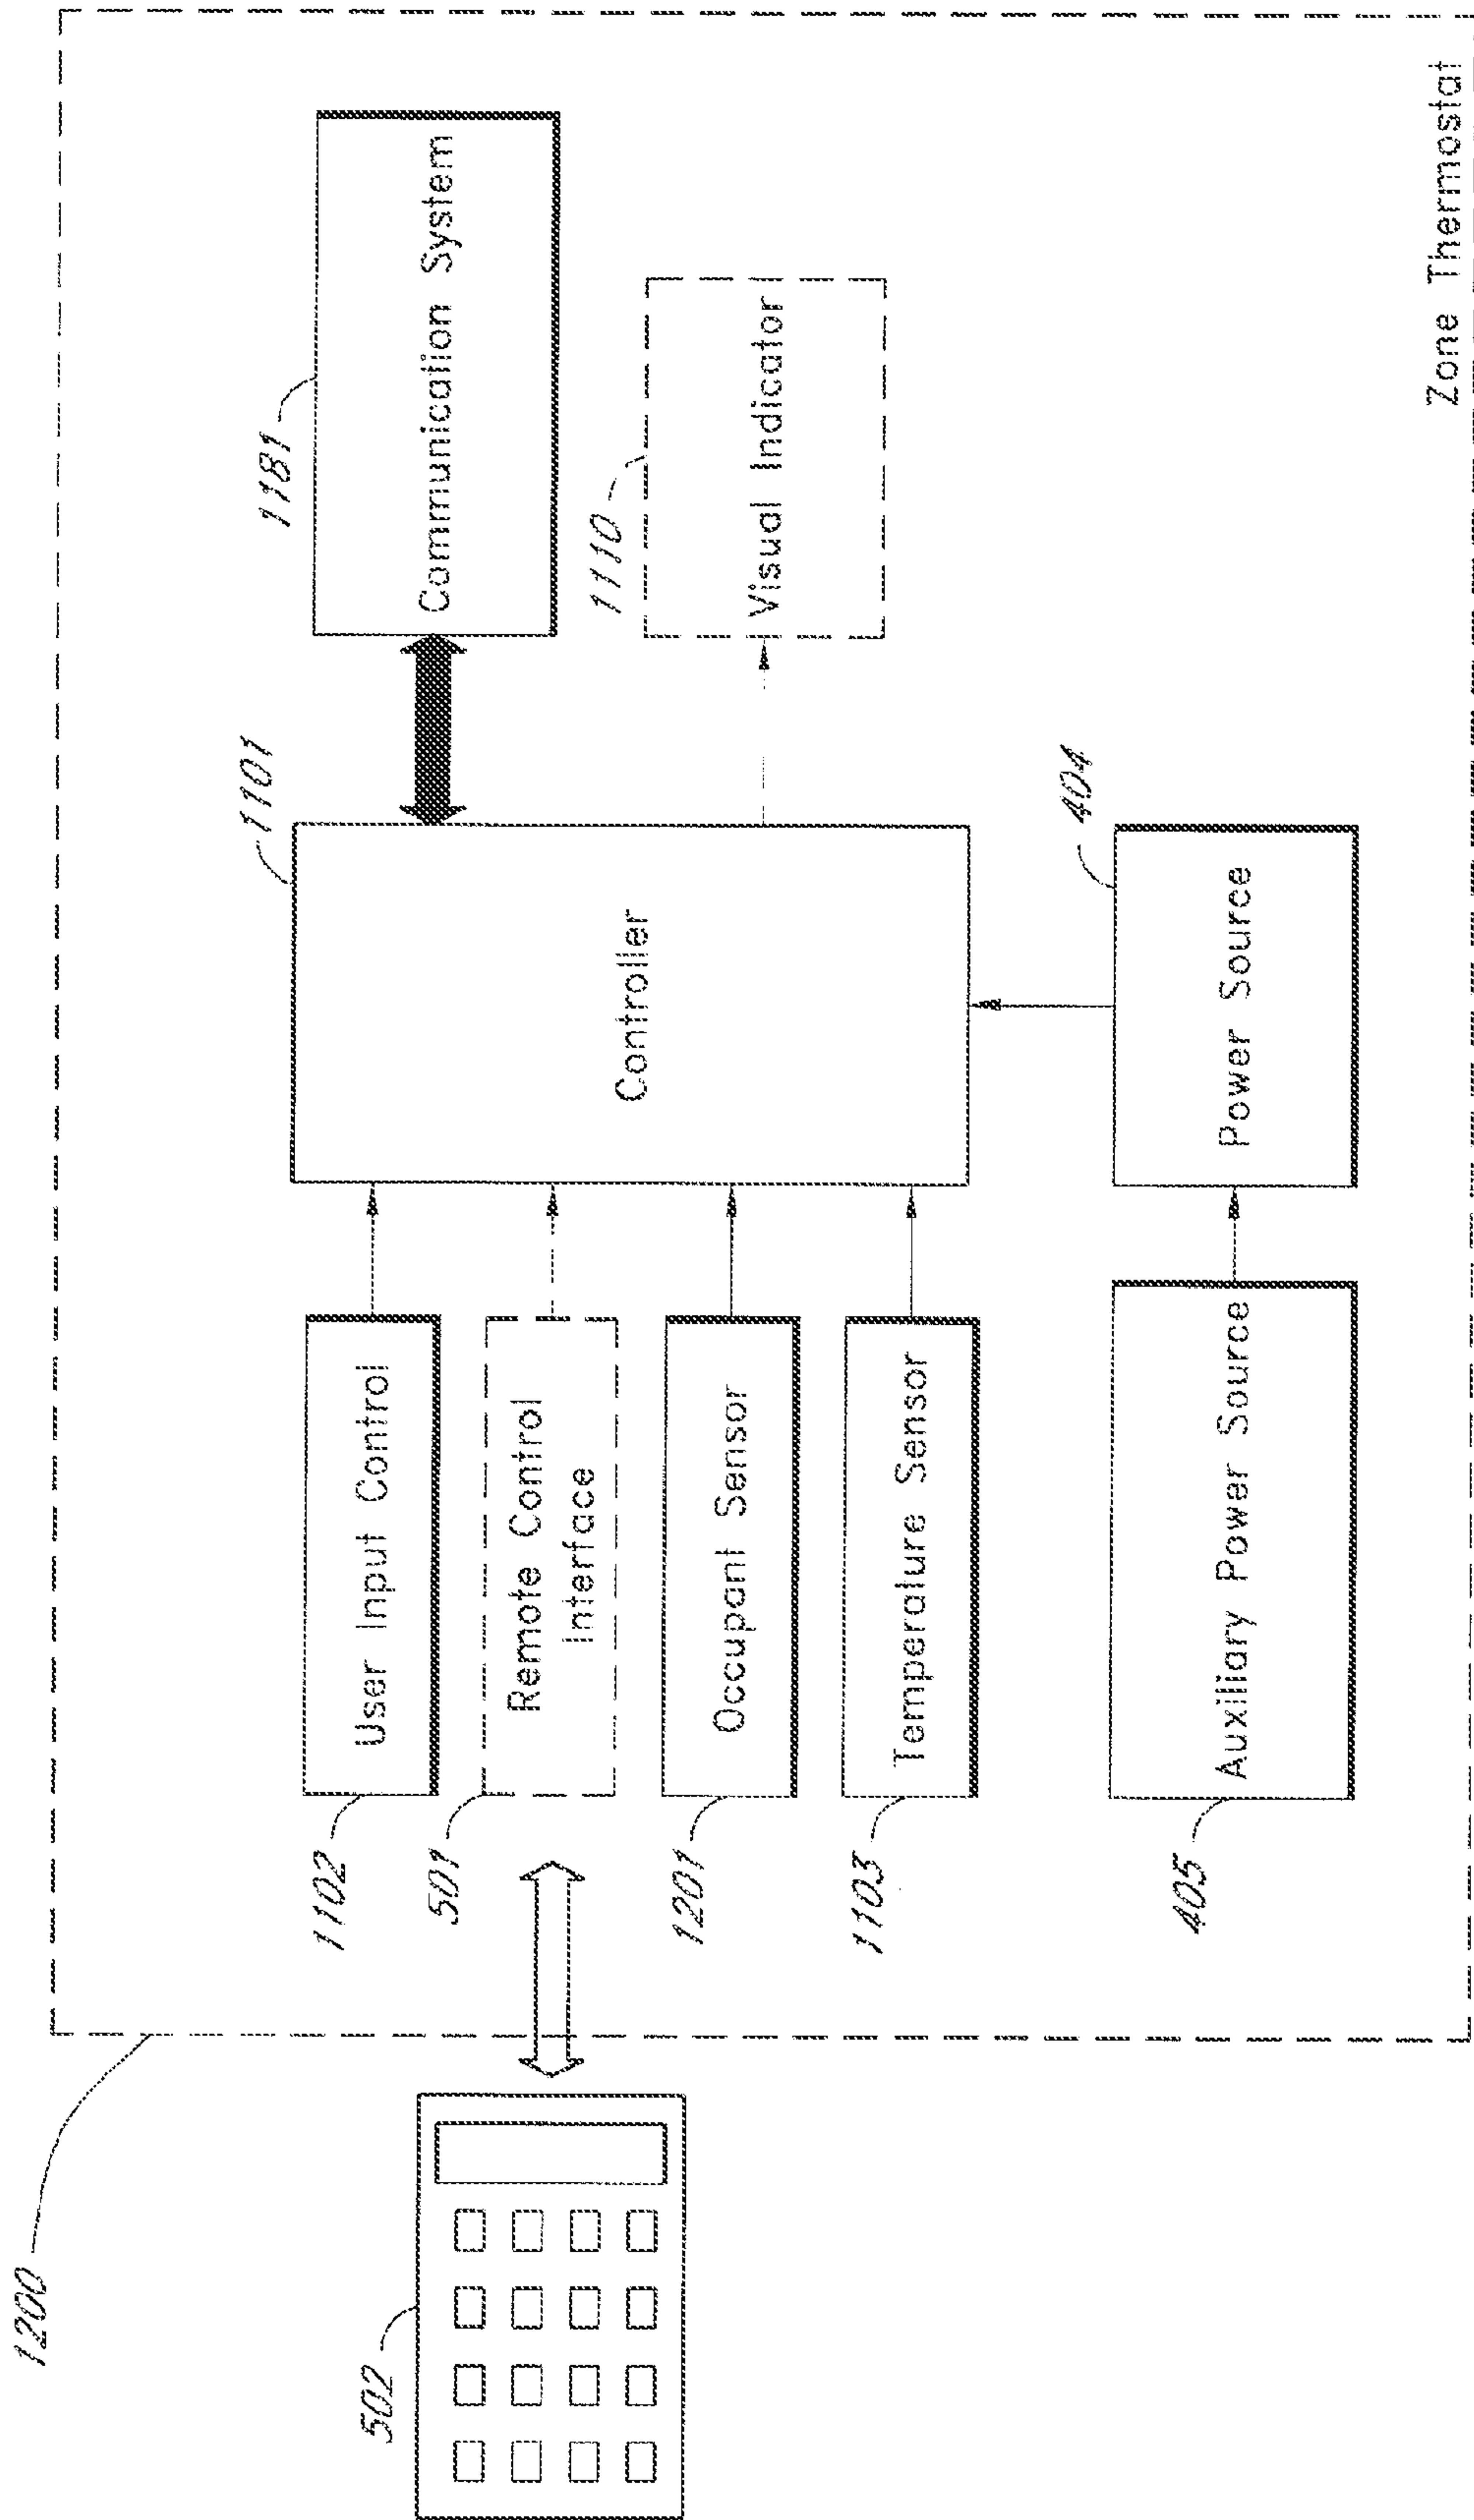 1200
502
1102
User Input Control
501
Remote Control
Interface
1201
Occupant Sensor
1103
Temperature Sensor
405
Auxiliary Power Source
1101
Controller
404
Power Source
1181
Communication System
1110
Visual Indicator
Zone Thermostat